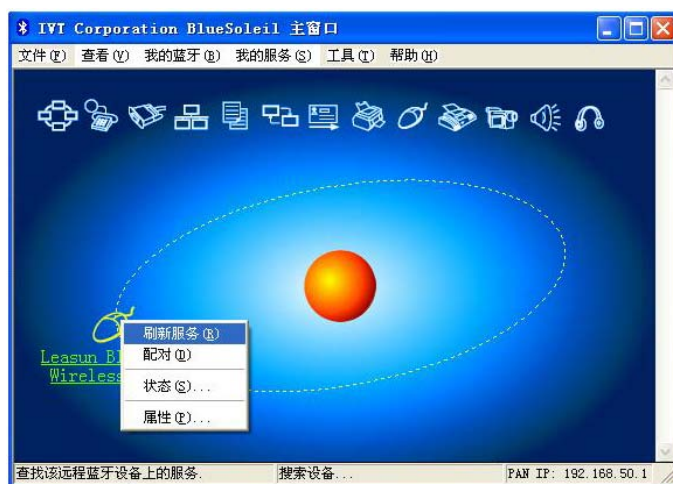 IVT Corporation BlueSoleil 主窗口
文件(F) 查看(V) 我的蓝牙(B) 我的服务(S) 工具(T) 帮助(H)
刷新服务(R)
配对(D)
状态(S)...
属性(P)...
Leasun Bl
Wireless
查找该远程蓝牙设备上的服务. 搜索设备... PAN IP: 192.168.50.1